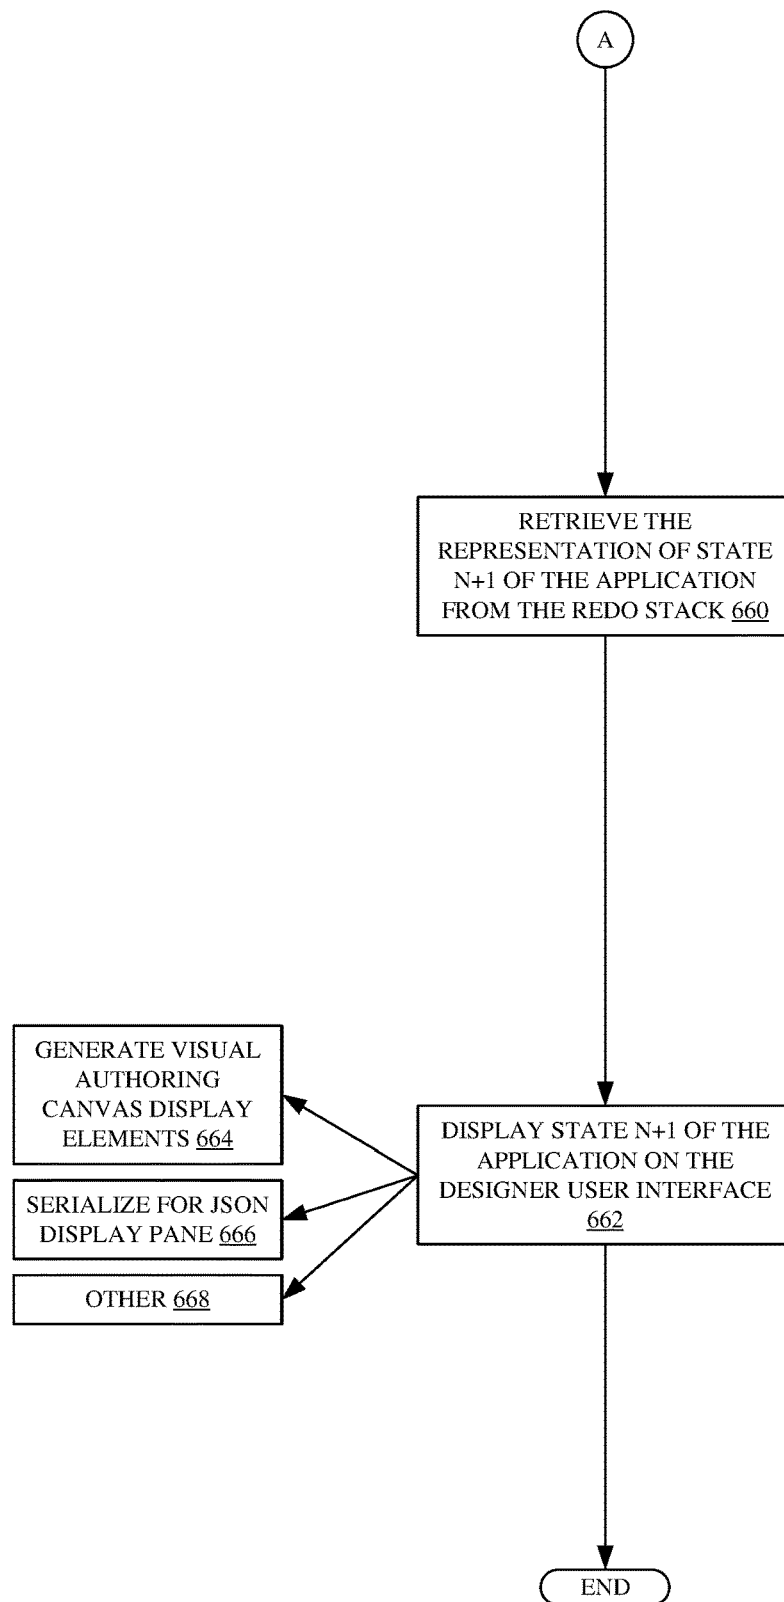 A
RETRIEVE THE
REPRESENTATION OF STATE
N+1 OF THE APPLICATION
FROM THE REDO STACK 660
GENERATE VISUAL
AUTHORING
CANVAS DISPLAY
ELEMENTS 664
SERIALIZE FOR JSON
DISPLAY PANE 666
OTHER 668
DISPLAY STATE N+1 OF THE
APPLICATION ON THE
DESIGNER USER INTERFACE
662
END